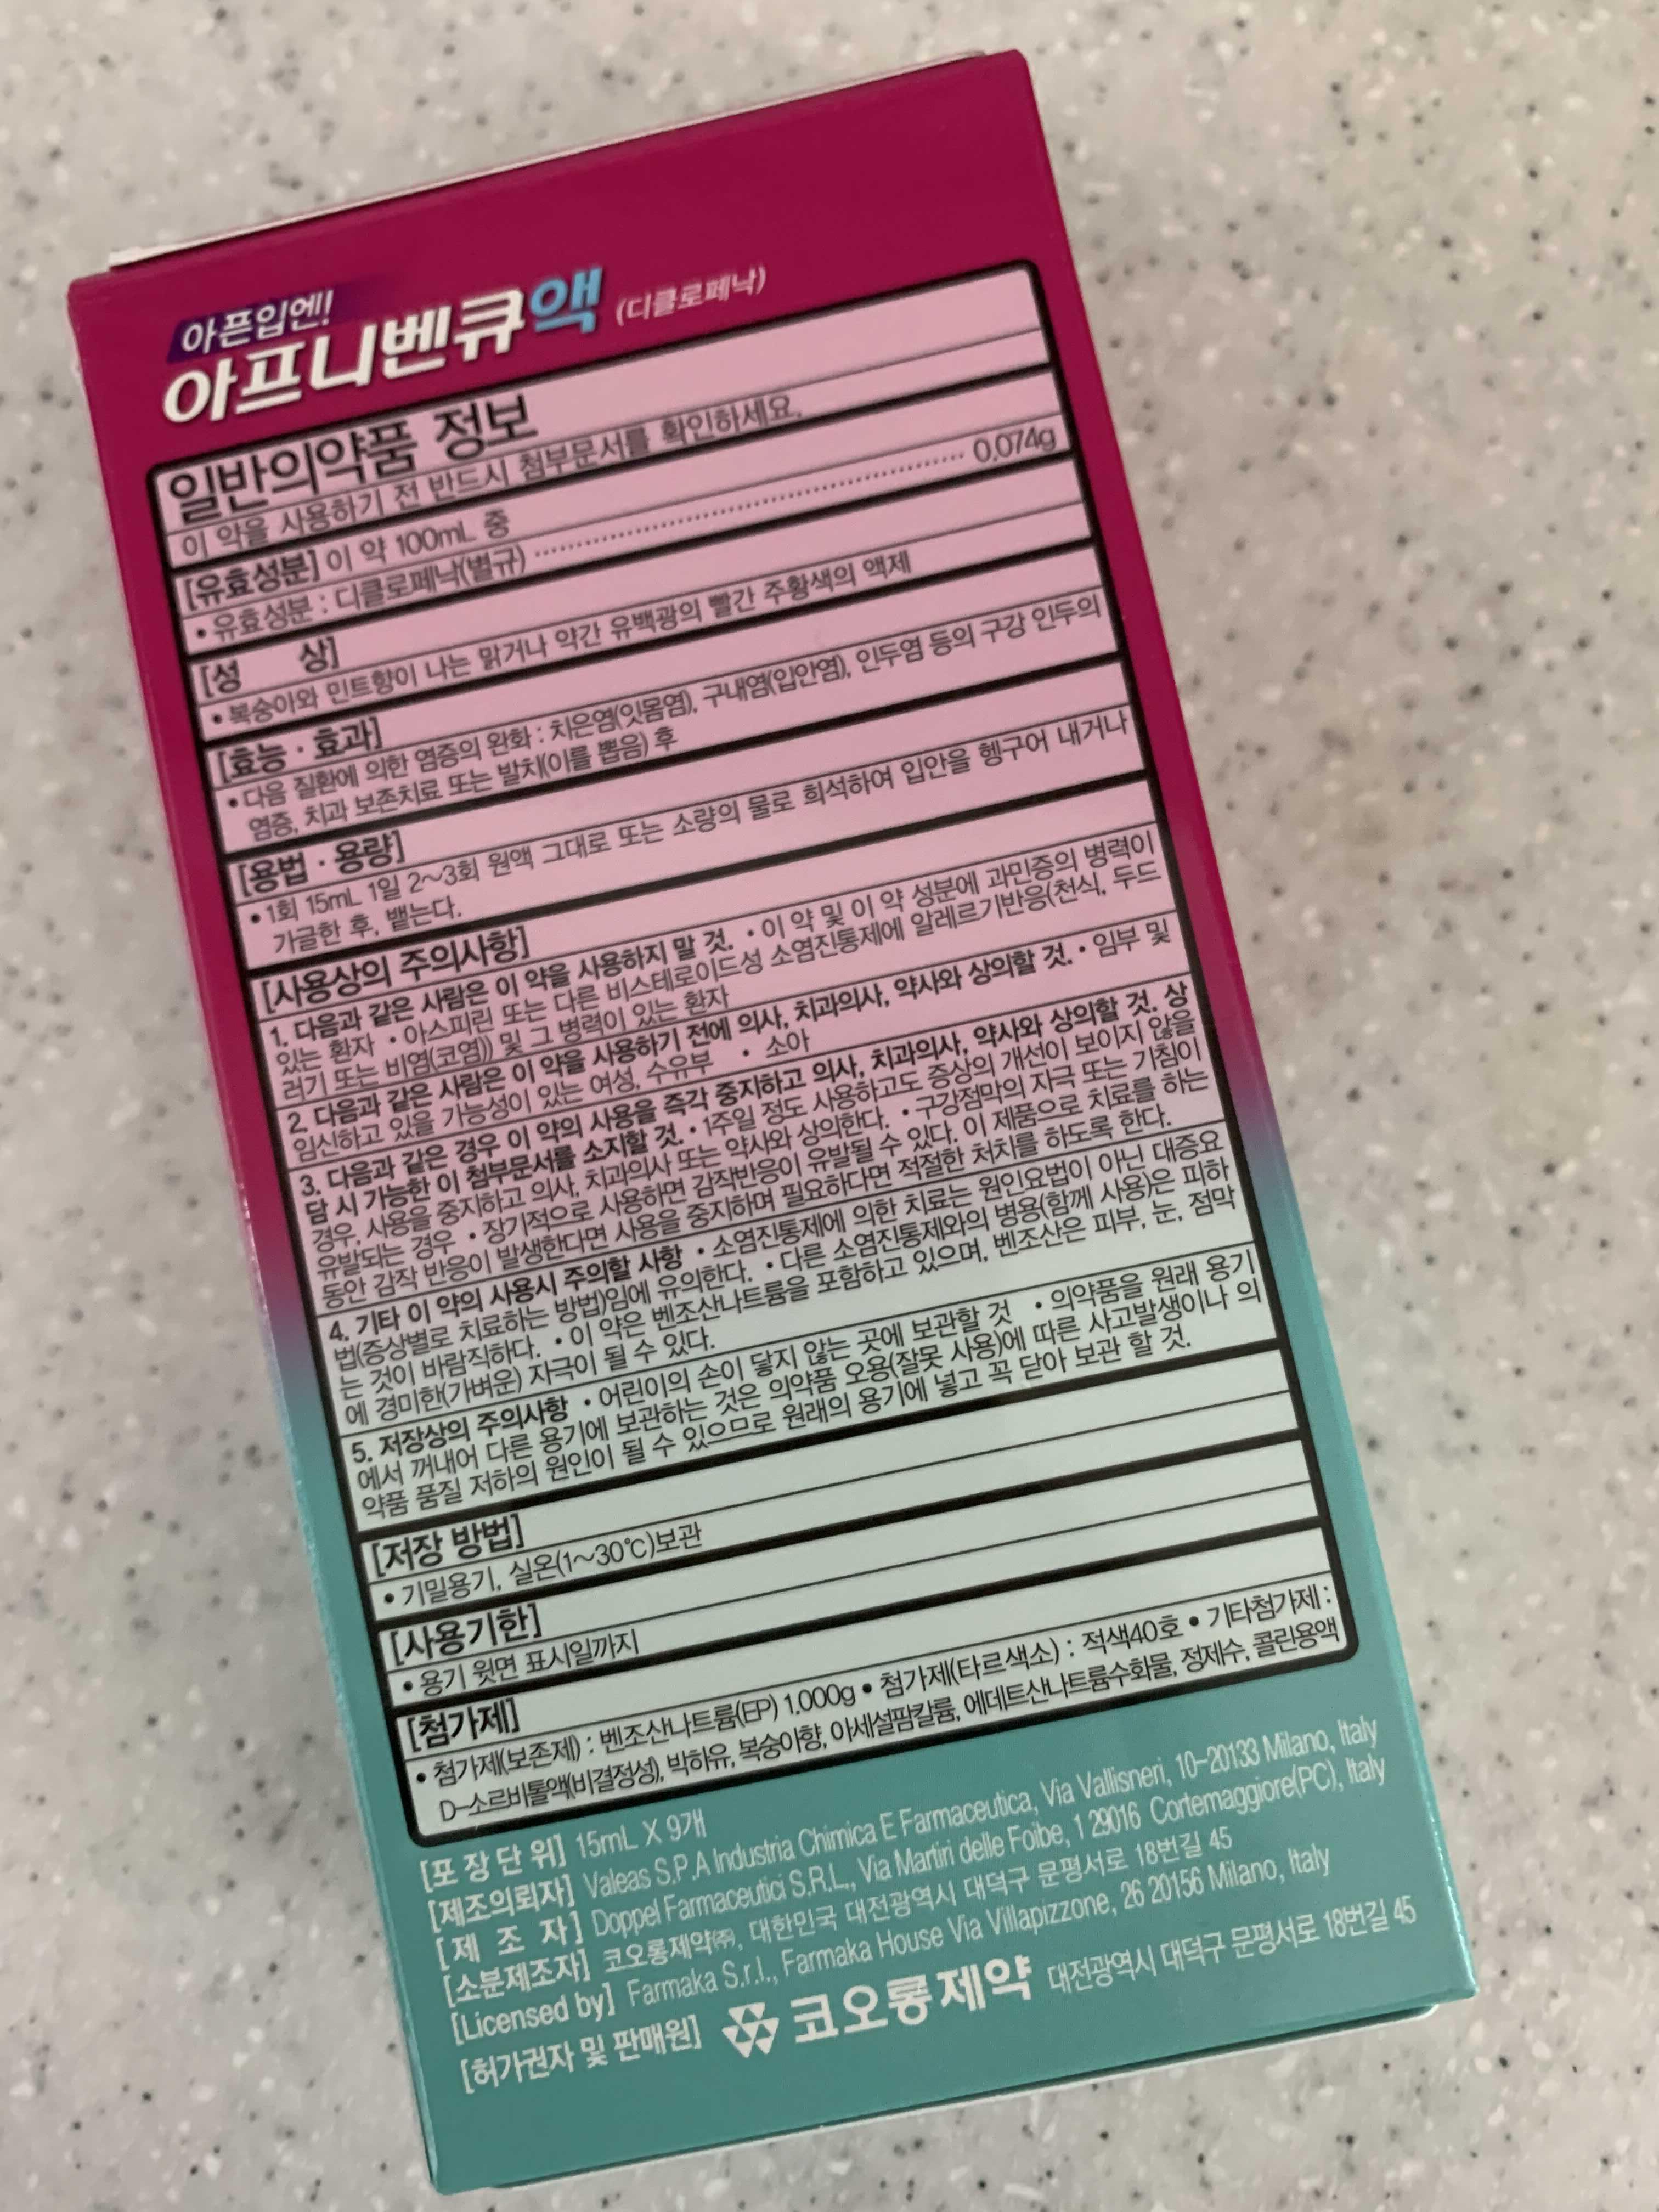 아픈입엔!
아프니벤큐액 (디클로페낙)
일반의약품 정보
이 약을 사용하기 전 반드시 첨부문서를 확인하세요.
[유효성분] 이 약 100mL 중
• 유효성분 : 디클로페낙(별규) ································ 0.074g
[성 상]
• 복숭아와 민트향이 나는 맑거나 약간 유백광의 빨간 주황색의 액제
[효능 · 효과]
• 다음 질환에 의한 염증의 완화 : 치은염(잇몸염), 구내염(입안염), 인두염 등의 구강 인두의
염증, 치과 보존치료 또는 발치(이를 뽑음) 후
[용법 · 용량]
• 1회 15mL 1일 2~3회 원액 그대로 또는 소량의 물로 희석하여 입안을 헹구어 내거나
가글한 후, 뱉는다.
[사용상의 주의사항]
1. 다음과 같은 사람은 이 약을 사용하지 말 것. • 이 약 및 이 약 성분에 과민증의 병력이
있는 환자 • 아스피린 또는 다른 비스테로이드성 소염진통제에 알레르기반응(천식, 두드
러기 또는 비염(코염)) 및 그 병력이 있는 환자
2. 다음과 같은 사람은 이 약을 사용하기 전에 의사, 치과의사, 약사와 상의할 것. • 임부 및
임신하고 있을 가능성이 있는 여성, 수유부 • 소아
3. 다음과 같은 경우 이 약의 사용을 즉각 중지하고 의사, 치과의사, 약사와 상의할 것. 상
담 시 가능한 이 첨부문서를 소지할 것. • 1주일 정도 사용하고도 증상의 개선이 보이지 않을
경우, 사용을 중지하고 의사, 치과의사 또는 약사와 상의한다. • 구강점막의 자극 또는 기침이
유발되는 경우 • 장기적으로 사용하면 감작반응이 유발될 수 있다. 이 제품으로 치료를 하는
동안 감작 반응이 발생한다면 사용을 중지하며 필요하다면 적절한 처치를 하도록 한다.
4. 기타 이 약의 사용시 주의할 사항 • 소염진통제에 의한 치료는 원인요법이 아닌 대증요
법(증상별로 치료하는 방법)임에 유의한다. • 다른 소염진통제와의 병용(함께 사용)은 피하
는 것이 바람직하다. • 이 약은 벤조산나트륨을 포함하고 있으며, 벤조산은 피부, 눈, 점막
에 경미한(가벼운) 자극이 될 수 있다.
5. 저장상의 주의사항 • 어린이의 손이 닿지 않는 곳에 보관할 것 • 의약품을 원래 용기
에서 꺼내어 다른 용기에 보관하는 것은 의약품 오용(잘못 사용)에 따른 사고발생이나 의
약품 품질 저하의 원인이 될 수 있으므로 원래의 용기에 넣고 꼭 닫아 보관 할 것.
[저장 방법]
• 기밀용기, 실온(1~30℃)보관
[사용기한]
• 용기 윗면 표시일까지
[첨가제]
• 첨가제(보존제) : 벤조산나트륨(EP) 1.000g • 첨가제(타르색소) : 적색40호 • 기타첨가제 :
D-소르비톨액(비결정성), 박하유, 복숭아향, 아세설팜칼륨, 에데트산나트륨수화물, 정제수, 콜린용액
[포장단위] 15mL X 9개
[제조의뢰자] Valeas S.P.A Industria Chimica E Farmaceutica, Via Vallisneri, 10-20133 Milano, Italy
[제 조 자] Doppel Farmaceutici S.R.L, Via Martiri delle Foibe, 1 29016 Cortemaggiore(PC), Italy
[소분제조자] 코오롱제약㈜, 대한민국 대전광역시 대덕구 문평서로 18번길 45
[Licensed by] Farmaka S.r.l., Farmaka House Via Villapizzone, 26 20156 Milano, Italy
[허가권자 및 판매원] 코오롱제약 대전광역시 대덕구 문평서로 18번길 45